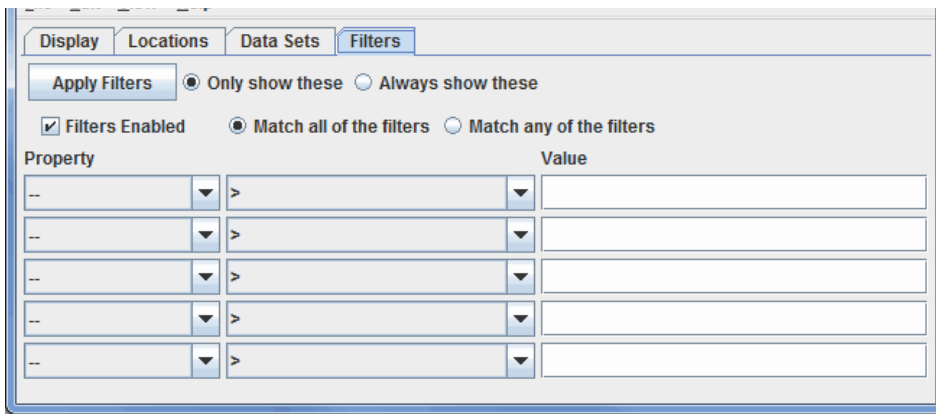 Display Locations Data Sets Filters
Apply Filters Only show these Always show these
Filters Enabled Match all of the filters Match any of the filters
Property Value
-- >
-- >
-- >
-- >
-- >